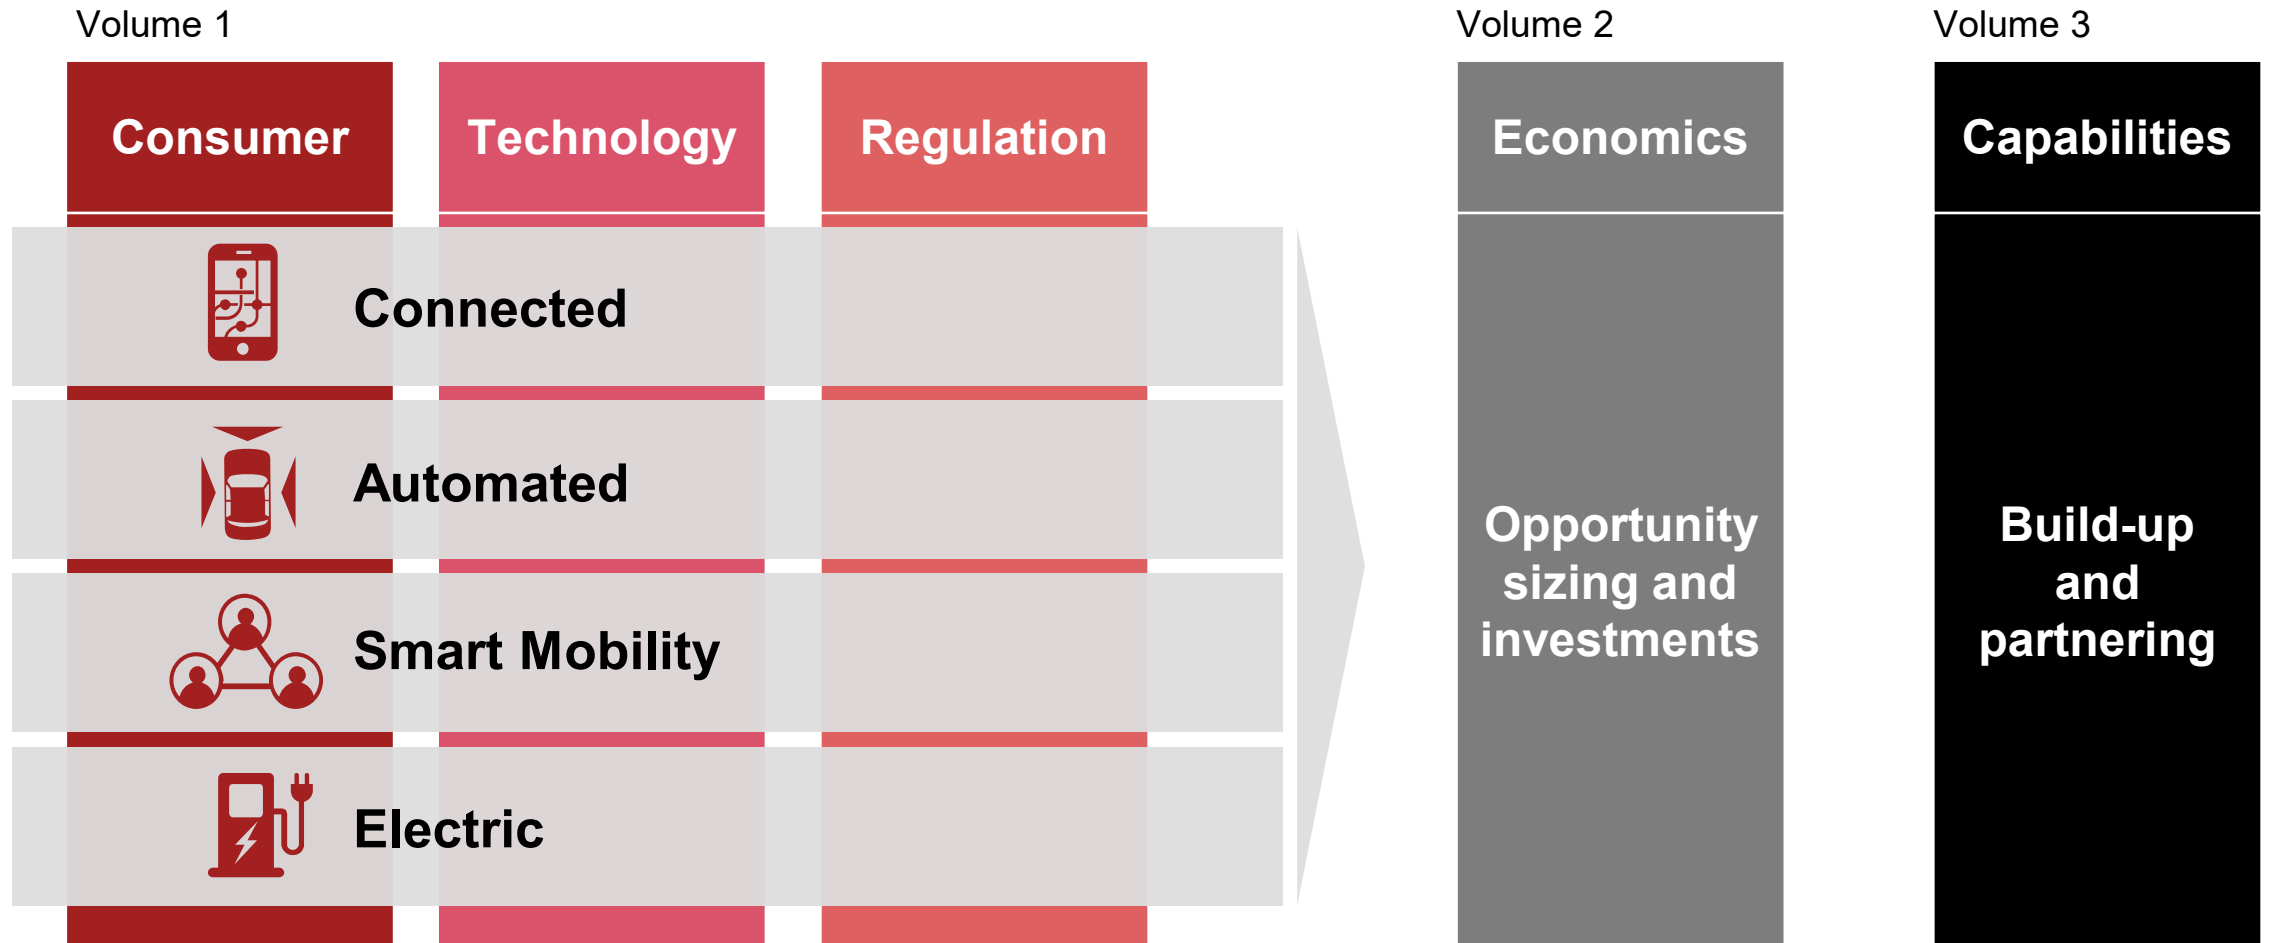 Volume 1
Volume 2
Volume 3
Consumer
Technology
Regulation
Economics
Capabilities
Connected
Automated
Smart Mobility
Electric
Opportunity
sizing and
investments
Build-up
and
partnering